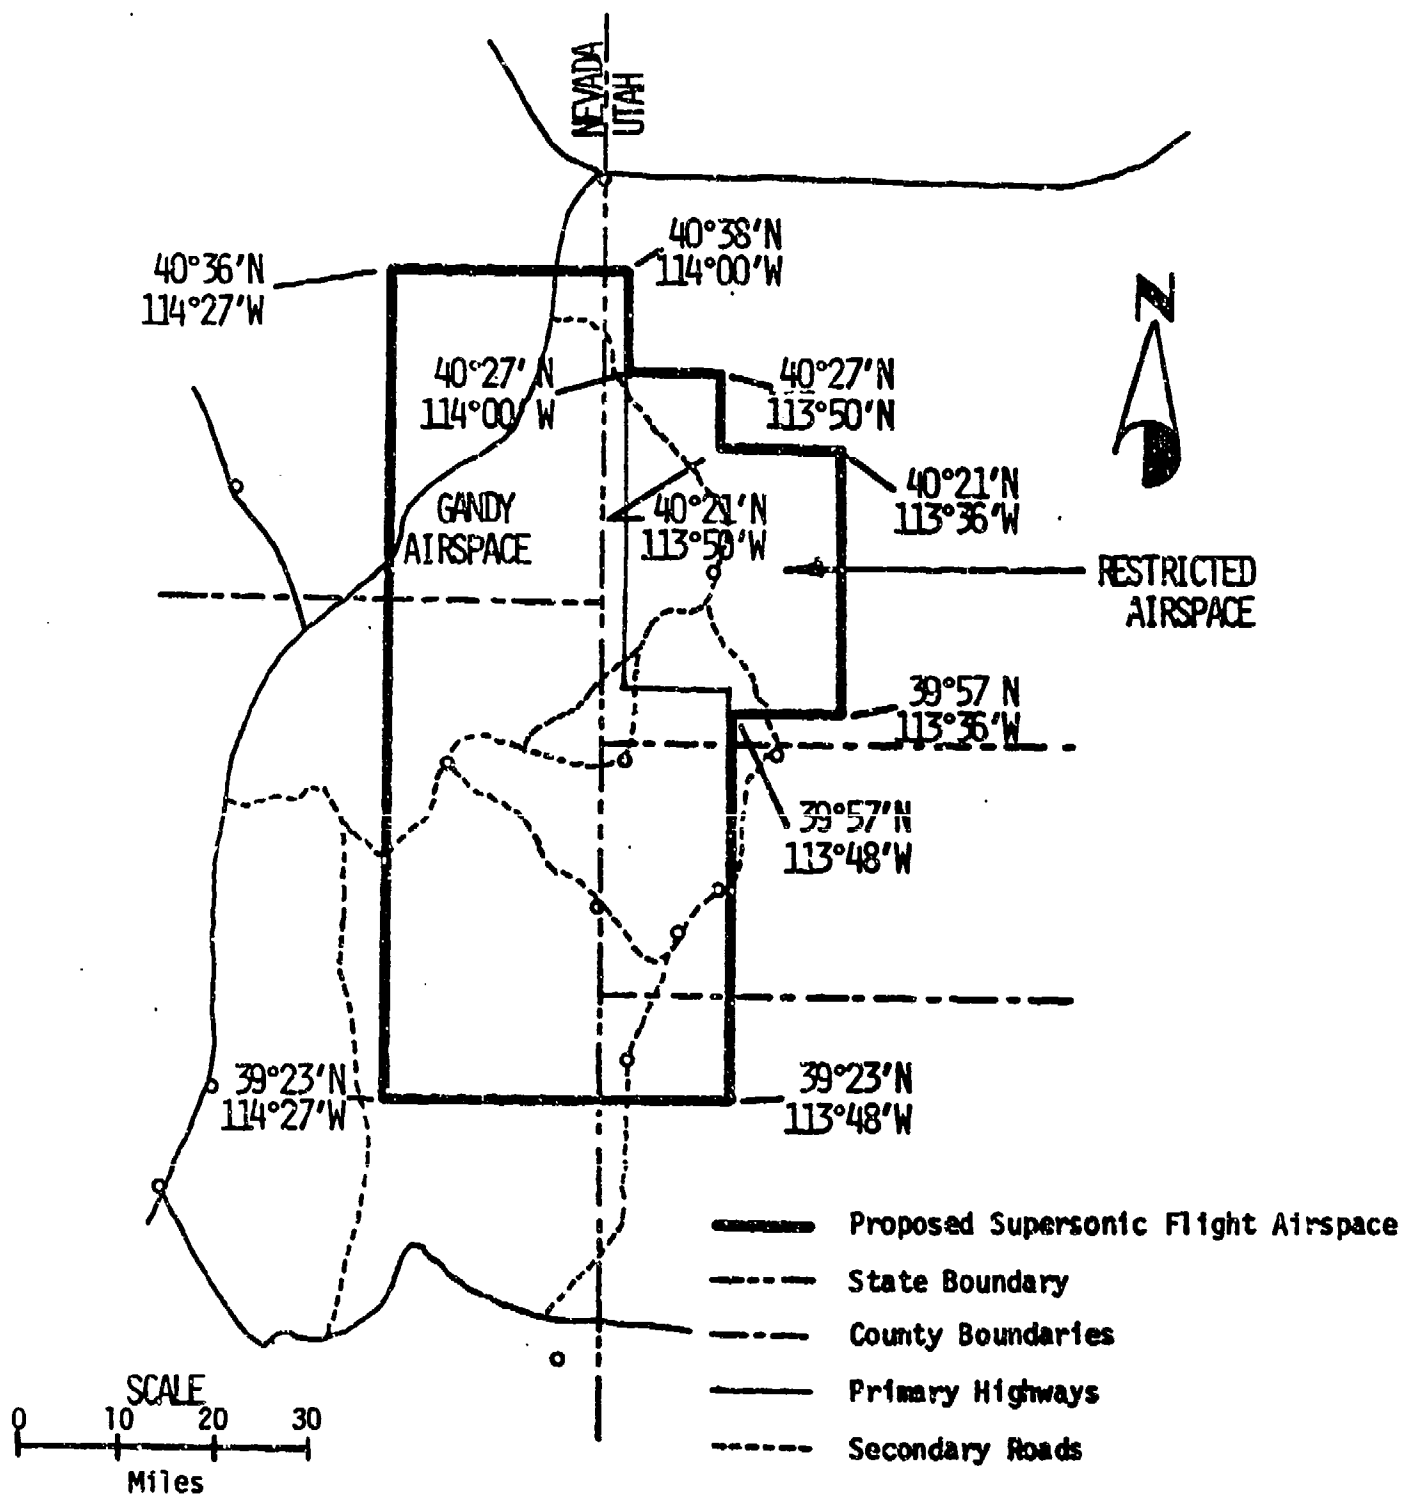 NEVADA
UTAH
40°38'N
114°00'W
40°36'N
114°27'W
N
40°27'N
114°00'W
40°27'N
113°50'N
40°21'N
113°36'W
GANDY
AIRSPACE
40°21'N
113°50'W
RESTRICTED
AIRSPACE
39°57 N
113°36'W
39°57'N
113°48'W
39°23'N
114°27'W
39°23'N
113°48'W
Proposed Supersonic Flight Airspace
State Boundary
County Boundaries
Primary Highways
Secondary Roads
SCALE
0 10 20 30
Miles